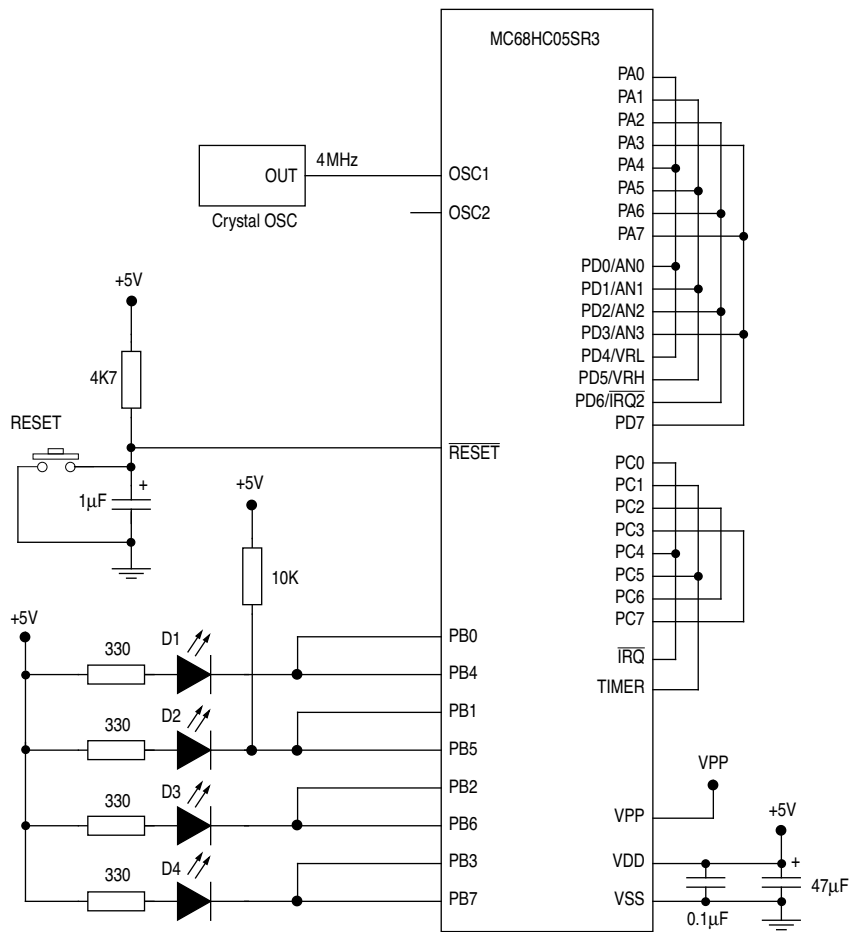 MC68HC05SR3
PA0
PA1
PA2
PA3
PA4
PA5
PA6
PA7
PD0/AN0
PD1/AN1
PD2/AN2
PD3/AN3
PD4/VRL
PD5/VRH
PD6/IRQ2
PD7
PC0
PC1
PC2
PC3
PC4
PC5
PC6
PC7
IRQ
TIMER
VPP
VPP
+5V
VDD
+
47µF
VSS
0.1µF
OUT
4MHz
OSC1
Crystal OSC
OSC2
+5V
4K7
RESET
RESET
+
1µF
+5V
10K
+5V
330
D1
PB0
PB4
330
D2
PB1
PB5
330
D3
PB2
PB6
330
D4
PB3
PB7